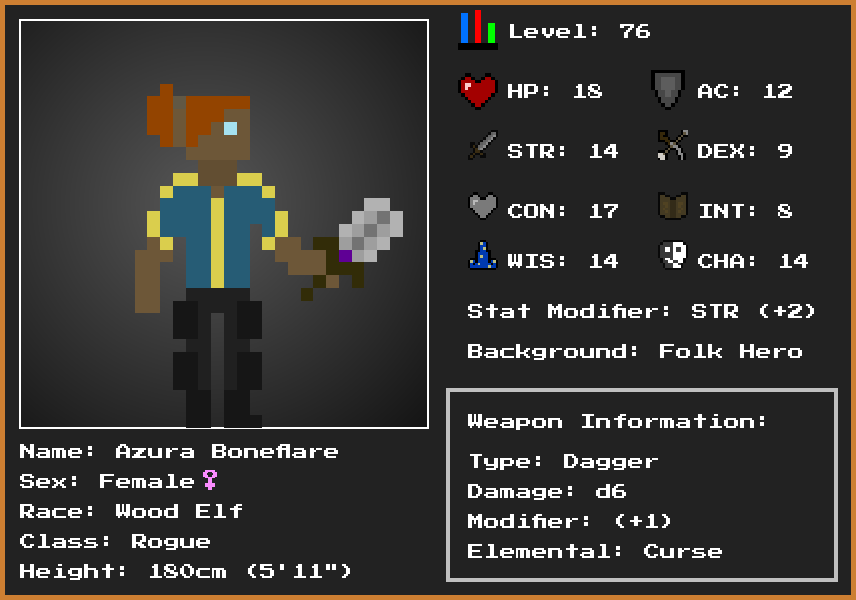 Level: 76
HP: 18
AC: 12
STR: 14
DEX: 9
CON: 17
INT: 8
WIS: 14
CHA: 14
Stat Modifier: STR (+2)
Background: Folk Hero
Weapon Information:
Type: Dagger
Damage: d6
Modifier: (+1)
Elemental: Curse
Name: Azura Boneflare
Sex: Female♀
Race: Wood Elf
Class: Rogue
Height: 180cm (5'11")